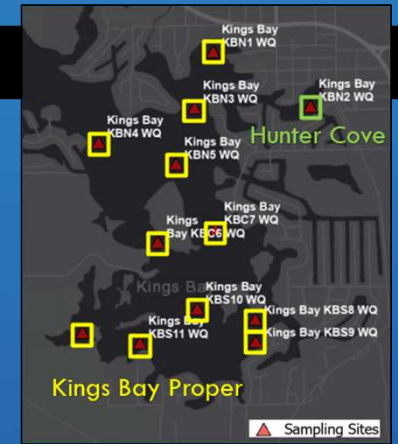 Kings Bay
KBN1 WQ
Kings Bay
KBN3 WQ
Kings Bay
KBN2 WQ
Hunter Cove
Kings Bay
KBN4 WQ
Kings Bay
KBN5 WQ
Kings Bay
KBC7 WQ
Kings
Bay KBC6 WQ
Kings Ba
Kings Bay
KBS10 WQ
Kings Bay KBS8 WQ
Kings Bay
KBS11 WQ
Kings Bay KBS9 WQ
Kings Bay Proper
Sampling Sites